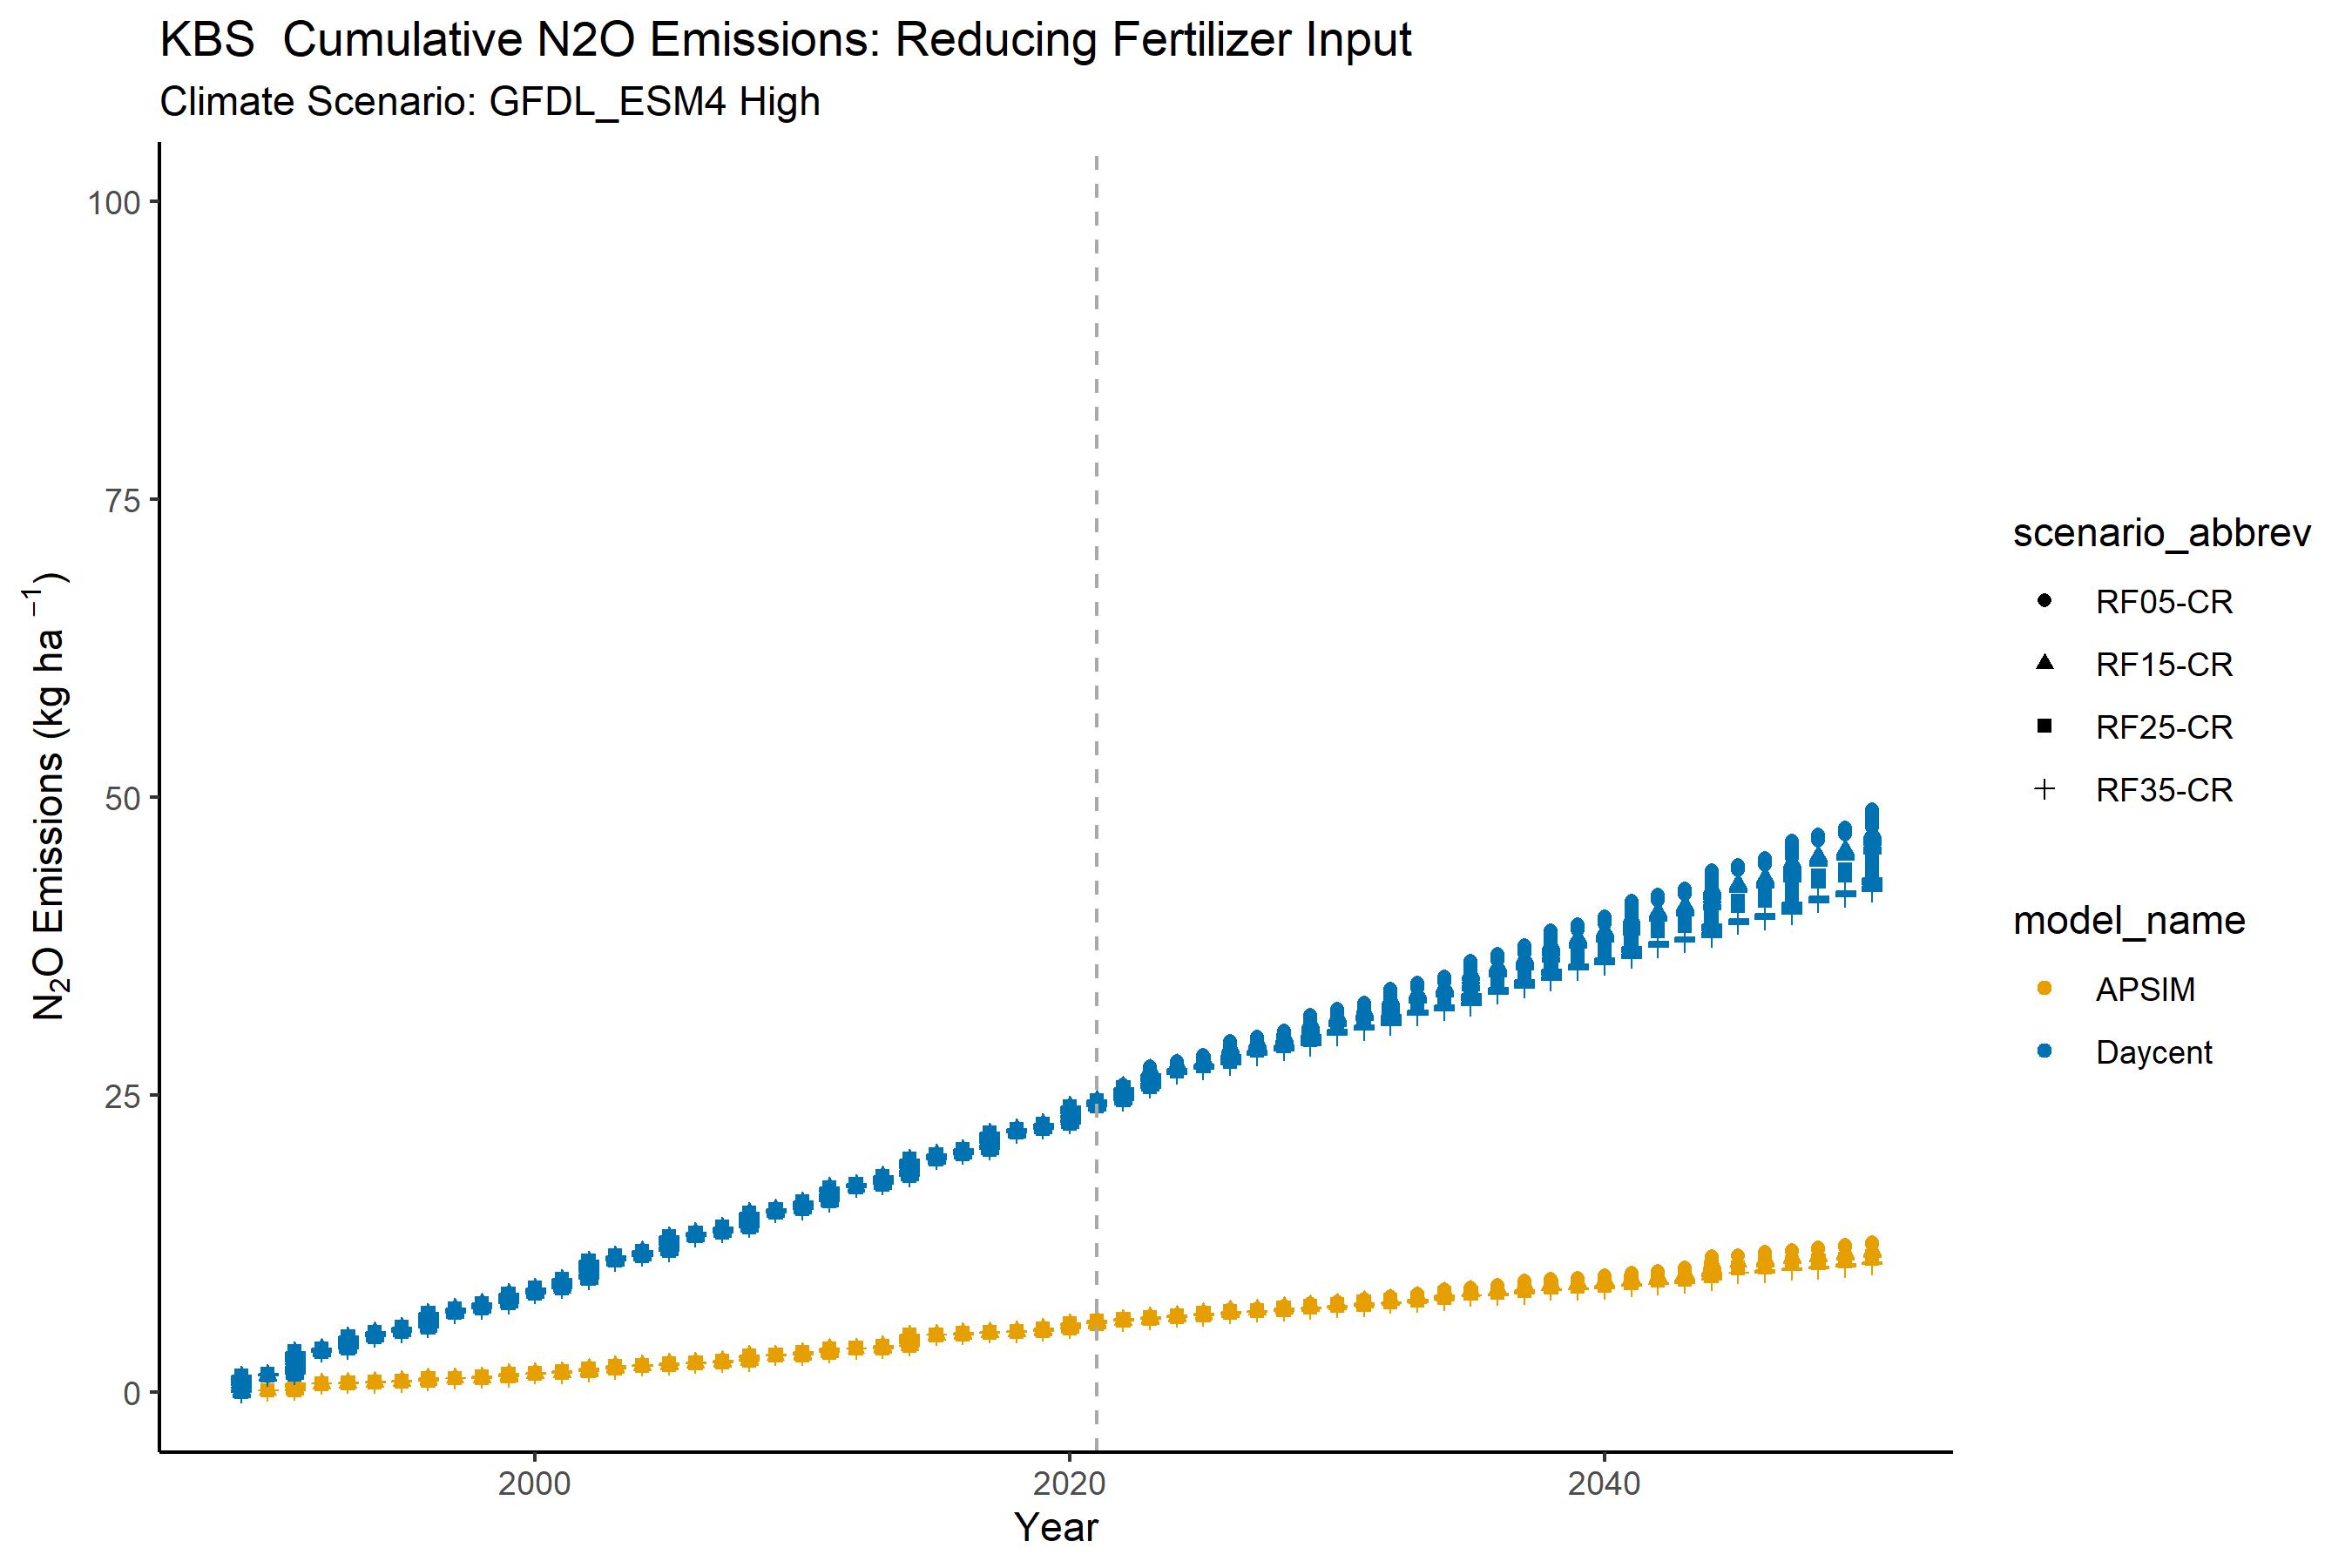 KBS  Cumulative N2O Emissions: Reducing Fertilizer Input
Climate Scenario: GFDL_ESM4 High
N₂O Emissions (kg ha ⁻¹)
100
75
50
25
0
2000
2020
2040
Year
scenario_abbrev
RF05-CR
RF15-CR
RF25-CR
RF35-CR
model_name
APSIM
Daycent